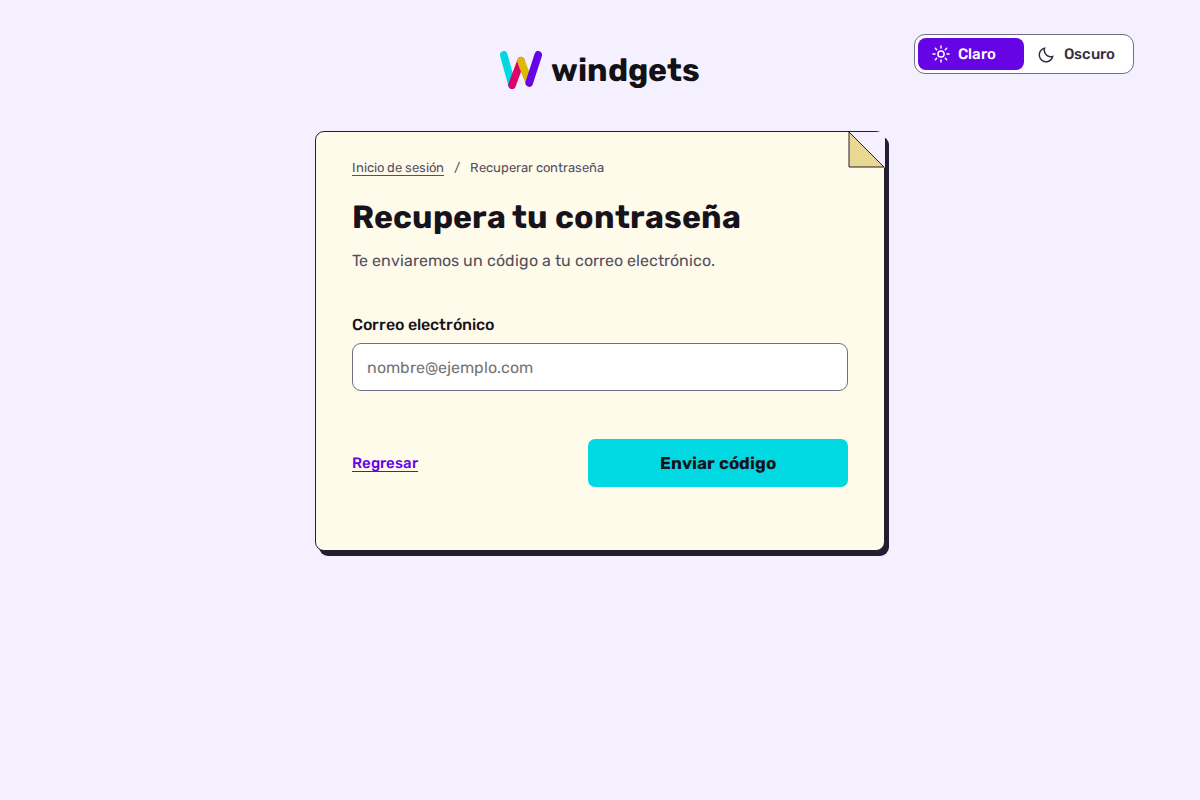 windgets
Claro
Oscuro
Inicio de sesión / Recuperar contraseña
Recupera tu contraseña
Te enviaremos un código a tu correo electrónico.
Correo electrónico
nombre@ejemplo.com
Regresar
Enviar código